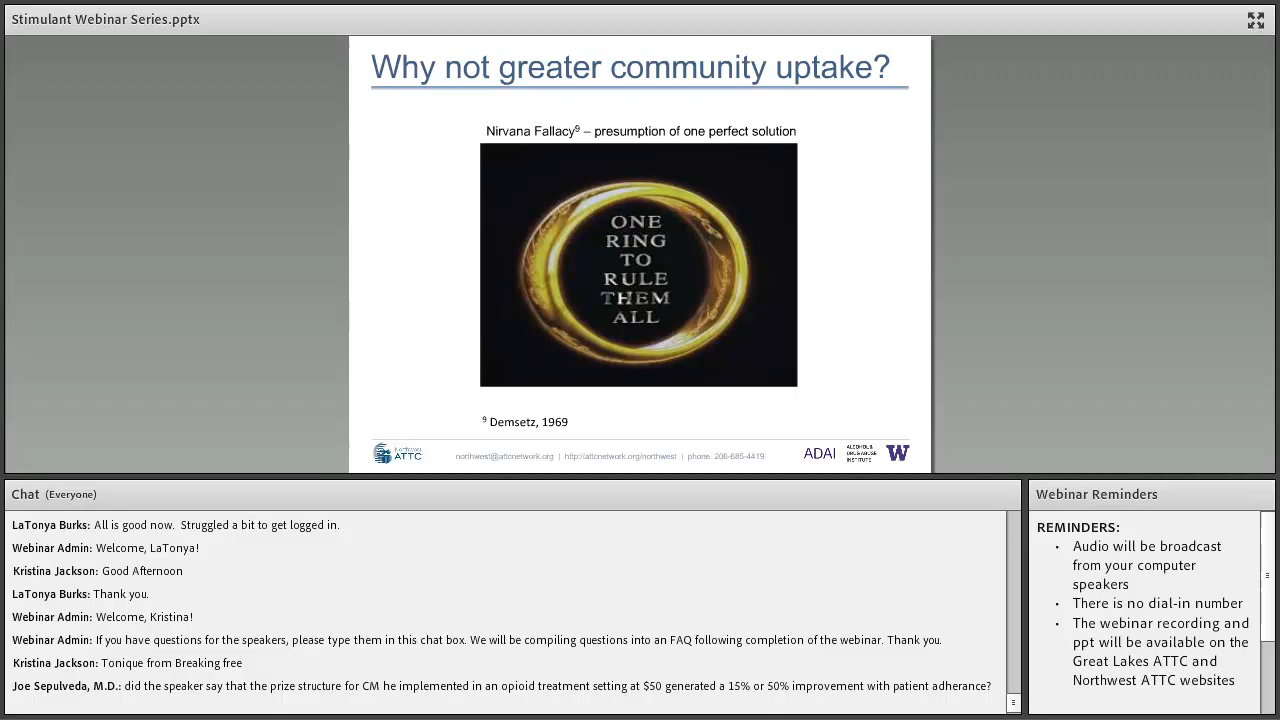 Stimulant Webinar Series.pptx
Why not greater community uptake?
Nirvana Fallacy⁹ – presumption of one perfect solution
ONE
RING
TO
RULE
THEM
ALL
⁹ Demsetz, 1969
Northwest
ATTC
northwest@attcnetwork.org | http://attcnetwork.org/northwest | phone. 206-685-4419
ADAI
ALCOHOL &
DRUG ABUSE
INSTITUTE
W
Chat (Everyone)
LaTonya Burks: All is good now. Struggled a bit to get logged in.
Webinar Admin: Welcome, LaTonya!
Kristina Jackson: Good Afternoon
LaTonya Burks: Thank you.
Webinar Admin: Welcome, Kristina!
Webinar Admin: If you have questions for the speakers, please type them in this chat box. We will be compiling questions into an FAQ following completion of the webinar. Thank you.
Kristina Jackson: Tonique from Breaking free
Joe Sepulveda, M.D.: did the speaker say that the prize structure for CM he implemented in an opioid treatment setting at $50 generated a 15% or 50% improvement with patient adherance?
Webinar Reminders
REMINDERS:
• Audio will be broadcast
from your computer
speakers
• There is no dial-in number
• The webinar recording and
ppt will be available on the
Great Lakes ATTC and
Northwest ATTC websites